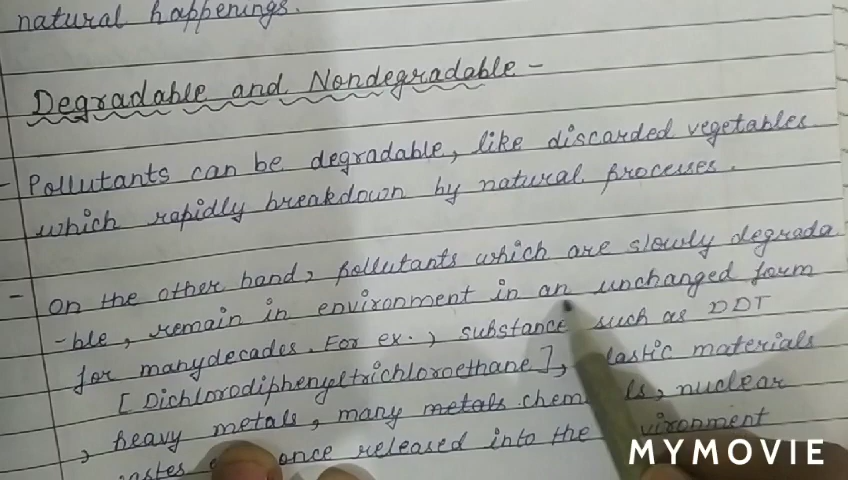 natural happenings.
Degradable and Nondegradable -
- Pollutants can be degradable, like discarded vegetables
which rapidly breakdown by natural processes.
- On the other hand, pollutants which are slowly degrada
-ble, remain in environment in an unchanged form
for manydecades. For ex., substance such as DDT
[Dichlorodiphenyltrichloroethane], lastic materials
, heavy metals, many metals chem ls, nuclear
once released into the vironment
MYMOVIE